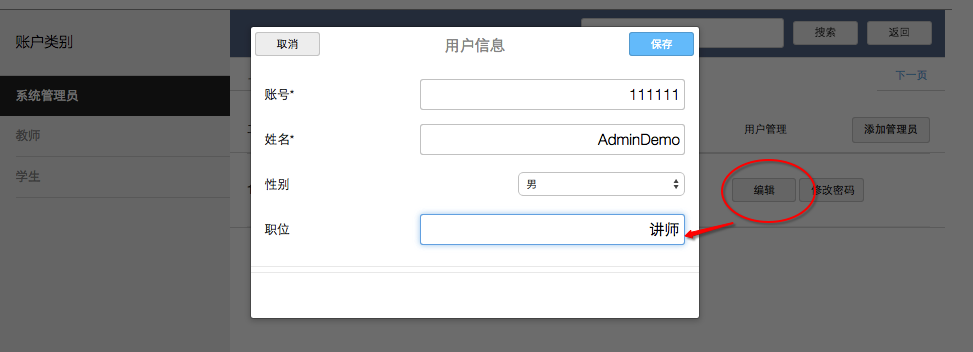 账户类别
搜索
返回
取消
用户信息
保存
下一页
系统管理员
账号*
111111
教师
姓名*
AdminDemo
用户管理
添加管理员
学生
性别
男
编辑
修改密码
职位
讲师